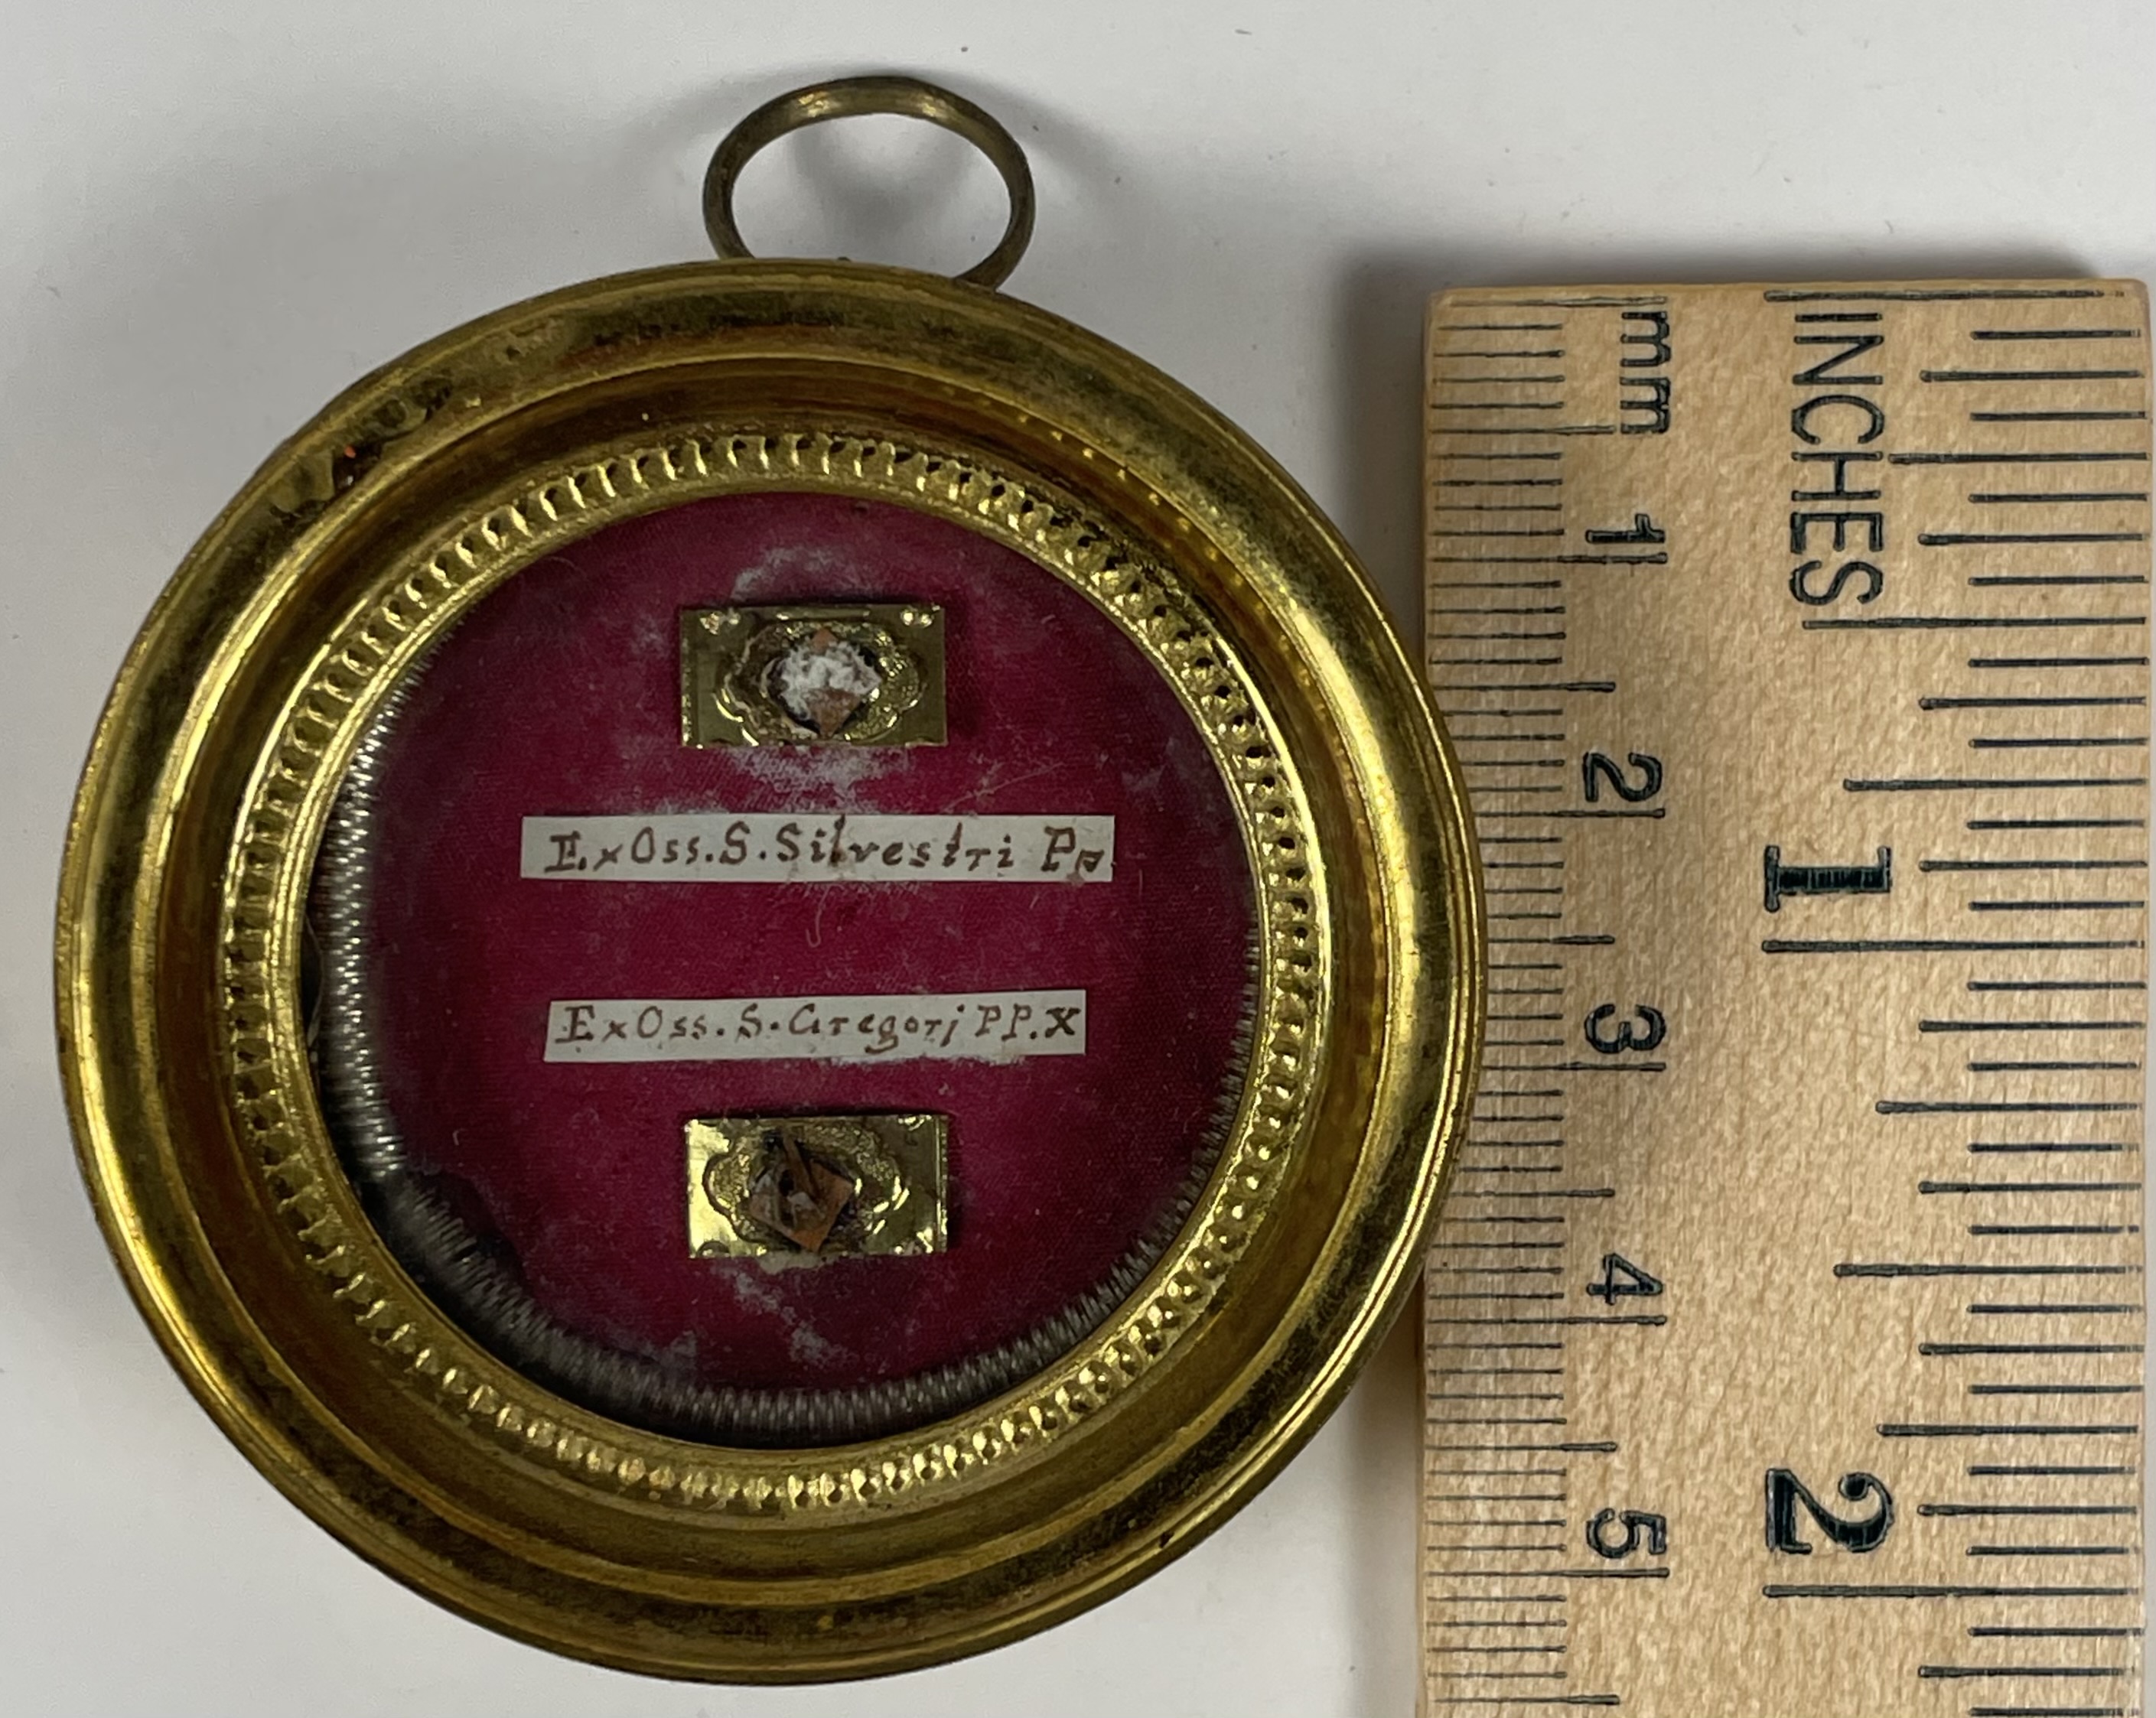 Ex Oss. S. Silvestri Pp
Ex Oss. S. Gregorj PP. X
mm
1
2
3
4
5
INCHES
1
2